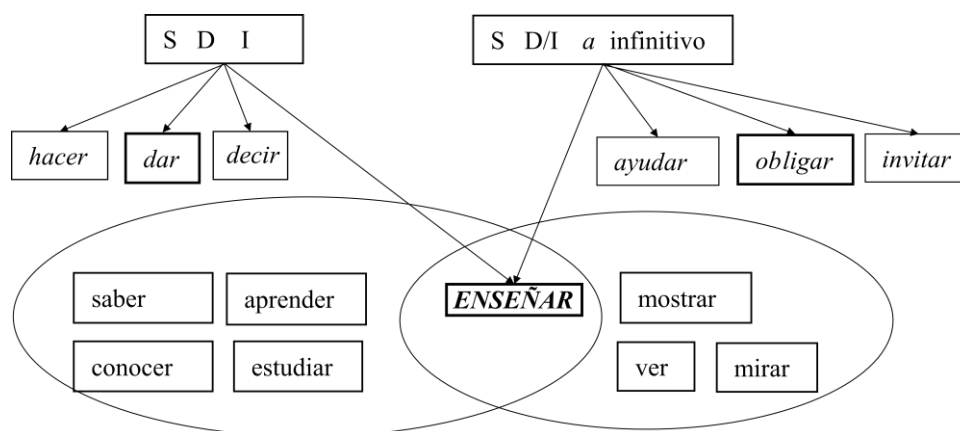 S D I
S D/I a infinitivo
hacer
dar
decir
ayudar
obligar
invitar
saber
aprender
ENSEÑAR
mostrar
conocer
estudiar
ver
mirar